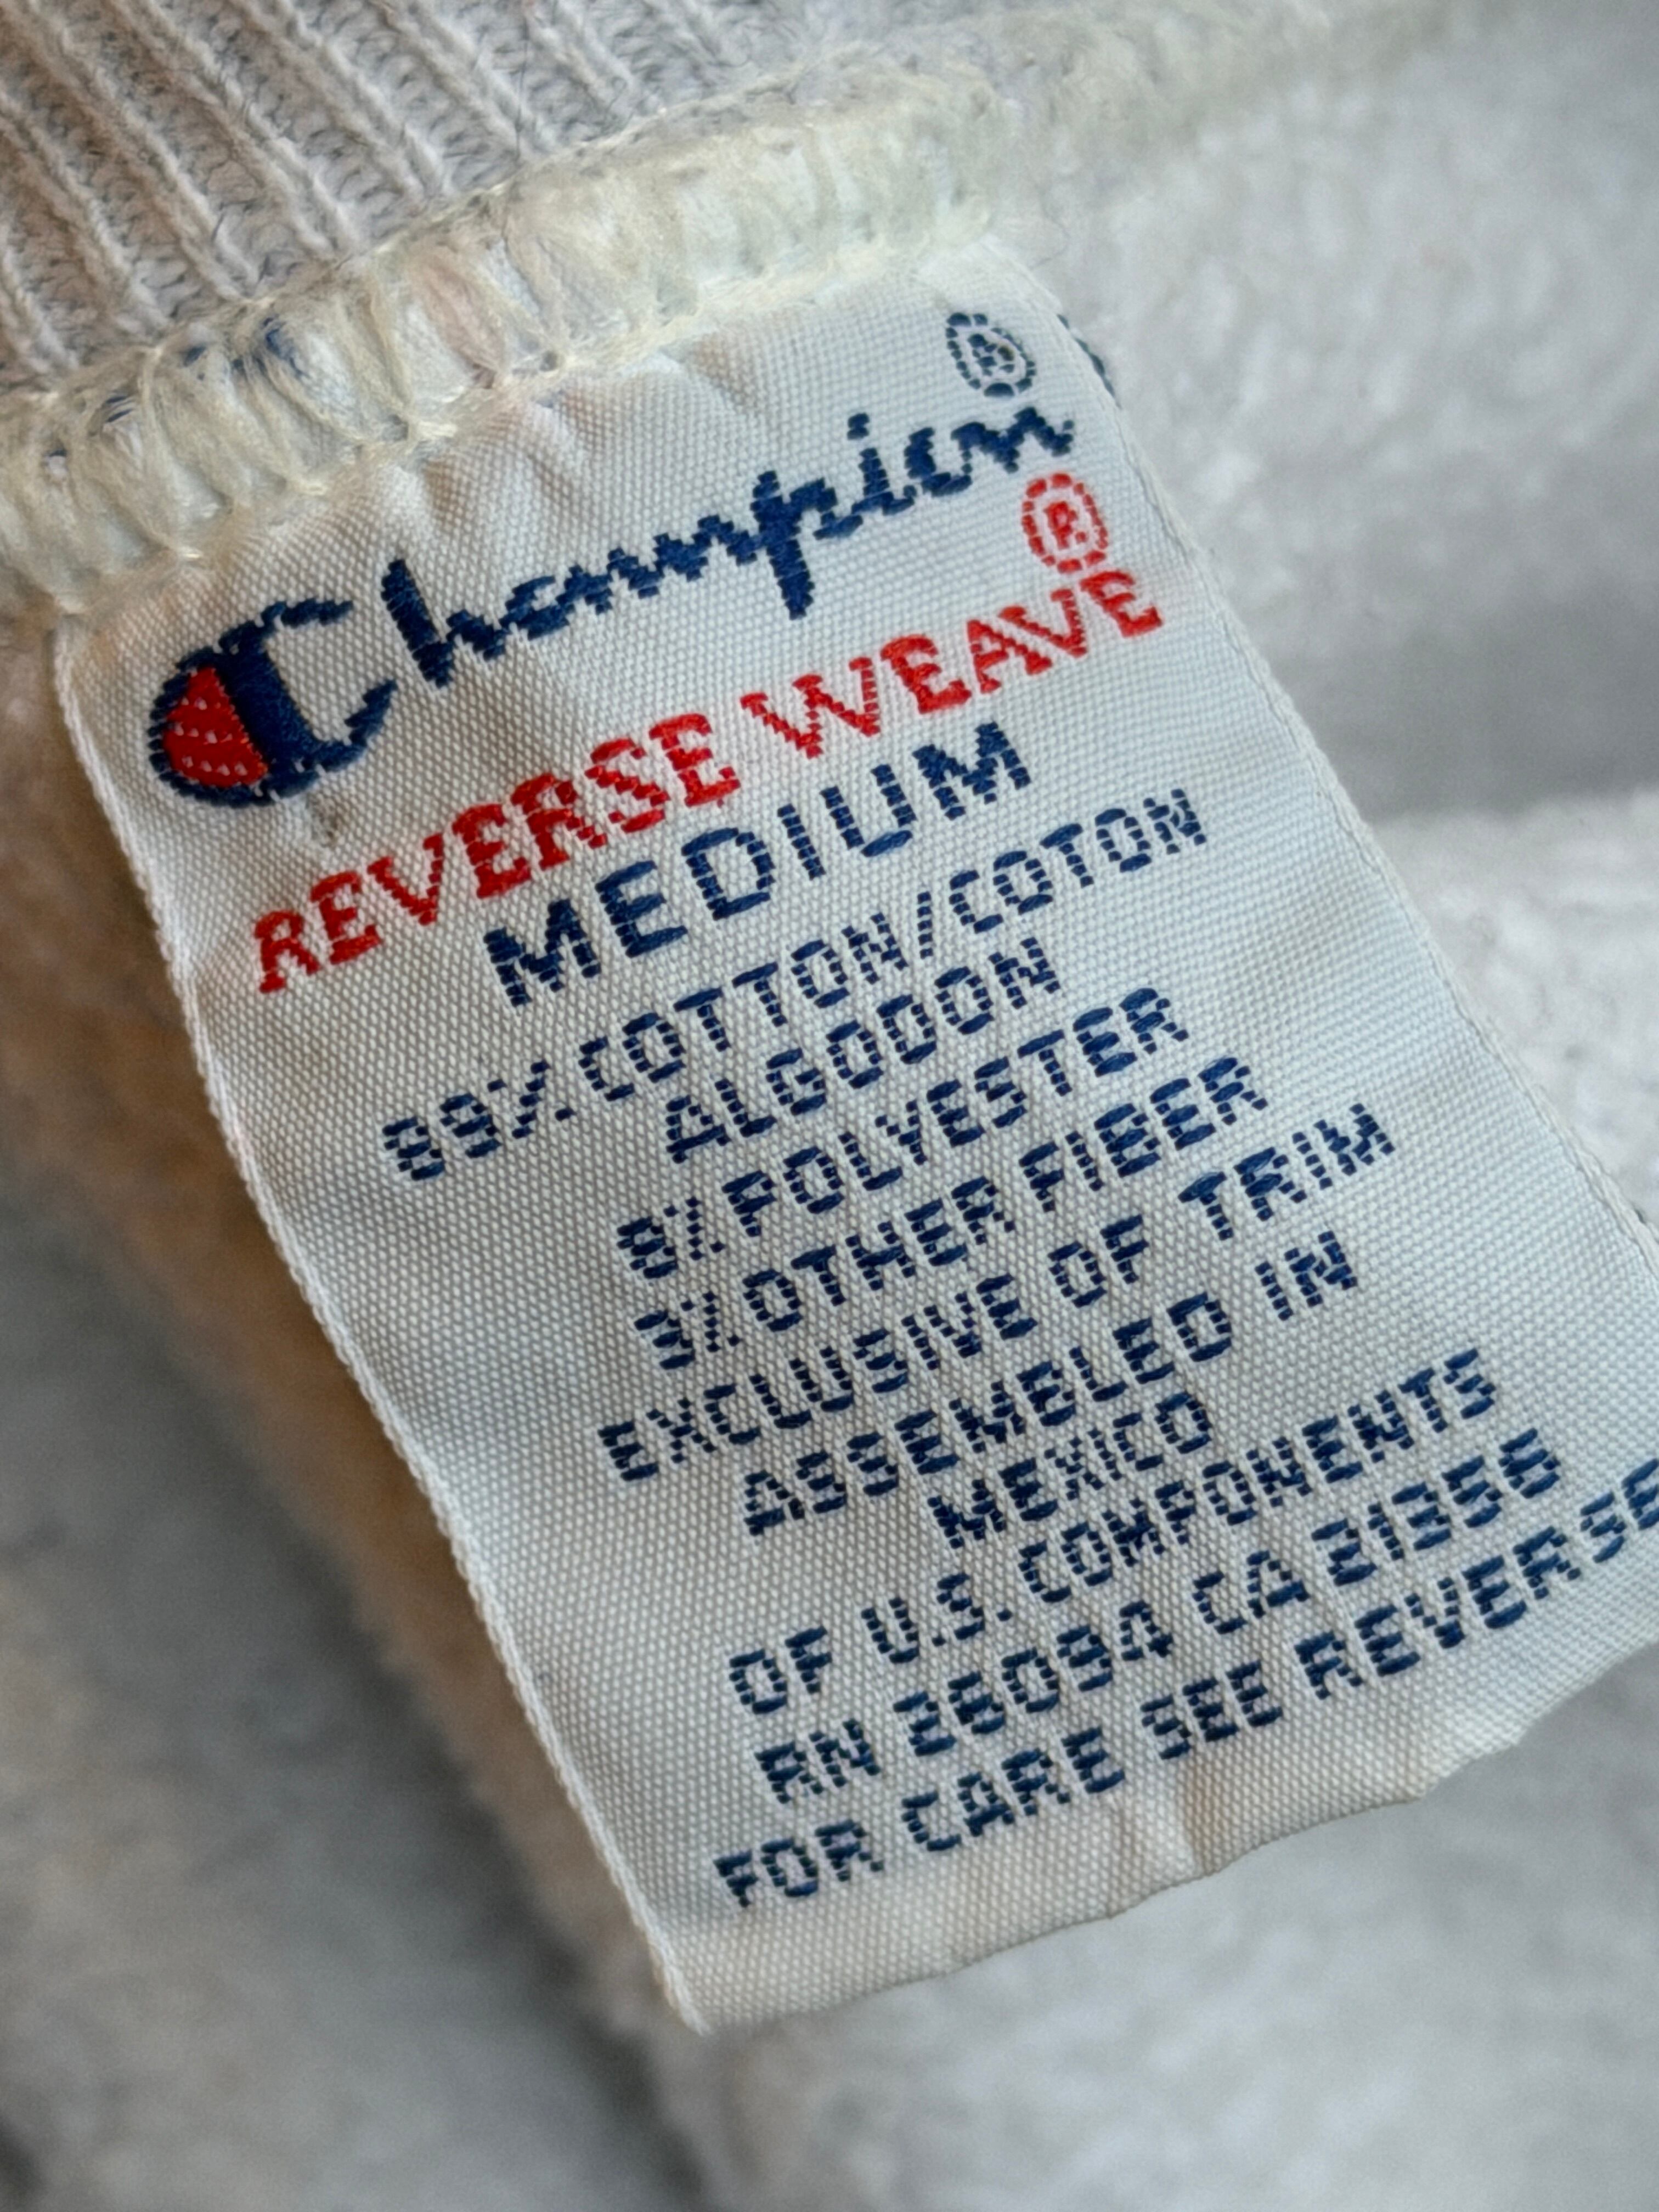 Champion®
REVERSE WEAVE®
MEDIUM
89% COTTON/COTON
ALGODON
8% POLYESTER
3% OTHER FIBER
EXCLUSIVE OF TRIM
ASSEMBLED IN
MEXICO
OF U.S. COMPONENTS
RN 26094 CA 21356
FOR CARE SEE REVERSE